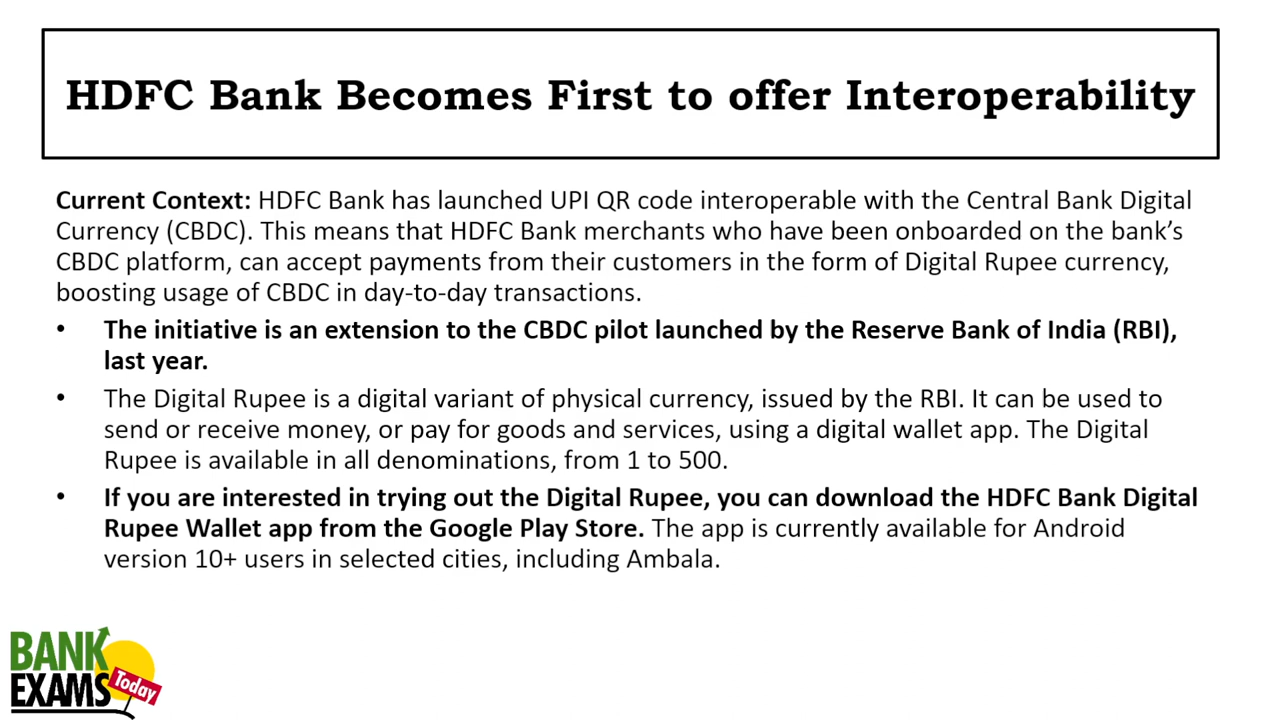 HDFC Bank Becomes First to offer Interoperability
Current Context: HDFC Bank has launched UPI QR code interoperable with the Central Bank Digital
Currency (CBDC). This means that HDFC Bank merchants who have been onboarded on the bank’s
CBDC platform, can accept payments from their customers in the form of Digital Rupee currency,
boosting usage of CBDC in day-to-day transactions.
• The initiative is an extension to the CBDC pilot launched by the Reserve Bank of India (RBI),
last year.
• The Digital Rupee is a digital variant of physical currency, issued by the RBI. It can be used to
send or receive money, or pay for goods and services, using a digital wallet app. The Digital
Rupee is available in all denominations, from 1 to 500.
• If you are interested in trying out the Digital Rupee, you can download the HDFC Bank Digital
Rupee Wallet app from the Google Play Store. The app is currently available for Android
version 10+ users in selected cities, including Ambala.
BANK
EXAMS Today